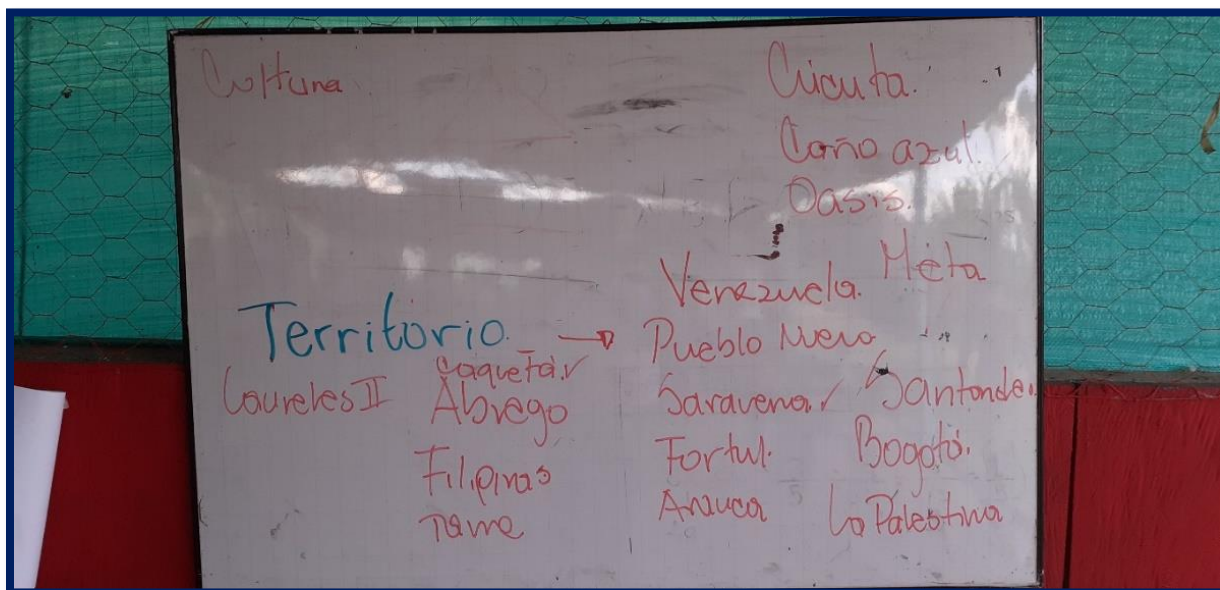 Cultura
Cúcuta.
Caño azul.
Oasis.
Venezuela. Meta
Territorio. → Pueblo Nuevo
Caquetá ✓
Laureles II Abrego Saravena ✓ Santander.
Filipinas Fortul. Bogotá.
Tame Arauca La Palestina